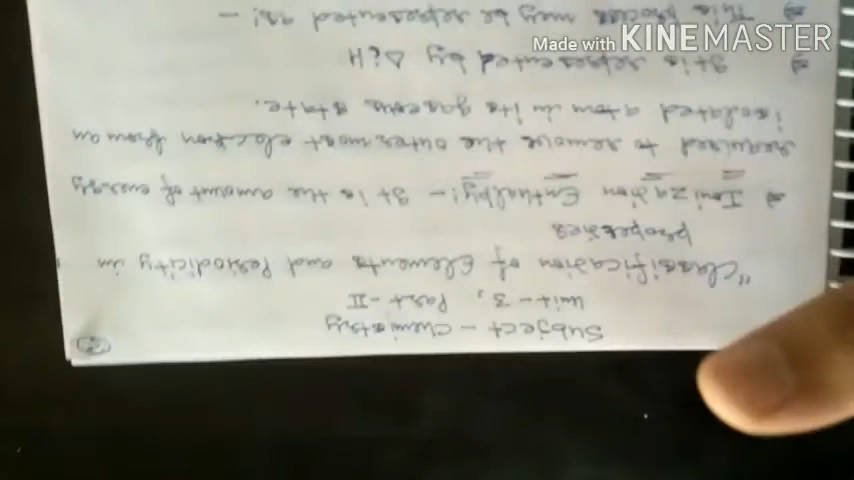 Subject - Chemistry
Unit - 3, Part - II
"Classification of Elements and Periodicity in
properties
→ Ionization Enthalpy:- It is the amount of energy
required to remove the outermost electron from an
isolated atom in its gaseous state.
→ It is represented by ΔiH
→ This process may be represented as:-
Made with KINEMASTER